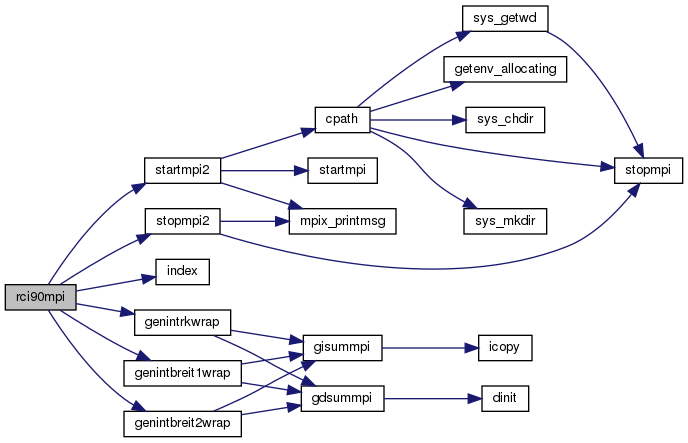 sys_getwd
getenv_allocating
cpath
sys_chdir
startmpi2
startmpi
stopmpi
stopmpi2
mpix_printmsg
sys_mkdir
index
rci90mpi
genintrkwrap
gisummpi
icopy
genintbreit1wrap
gdsummpi
dinit
genintbreit2wrap